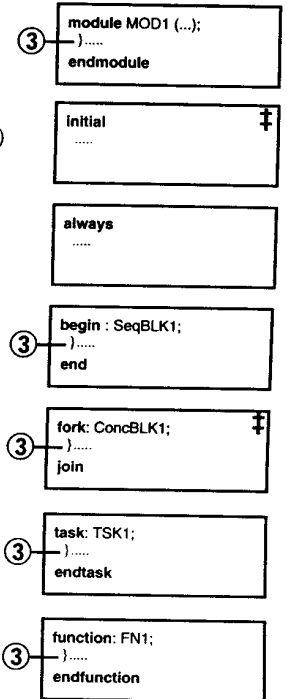 module MOD1 (...);
③ }.....
endmodule
initial ‡
.....
always
.....
begin : SeqBLK1;
③ }.....
end
fork: ConcBLK1; ‡
③ }.....
join
task: TSK1;
③ }.....
endtask
function: FN1;
③ }.....
endfunction